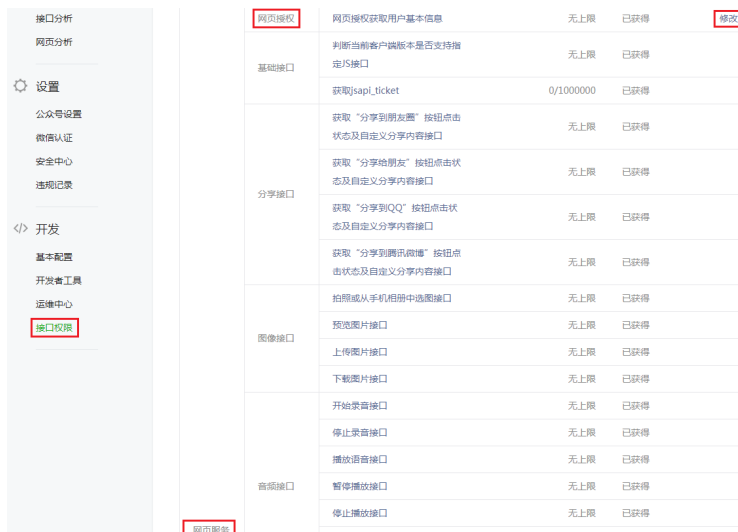 接口分析
网页分析
设置
公众号设置
微信认证
安全中心
违规记录
</> 开发
基本配置
开发者工具
运维中心
接口权限
网页服务
网页授权 网页授权获取用户基本信息 无上限 已获得 修改
基础接口
判断当前客户端版本是否支持指
定JS接口 无上限 已获得
获取jsapi_ticket 0/1000000 已获得
分享接口
获取“分享到朋友圈”按钮点击
状态及自定义分享内容接口 无上限 已获得
获取“分享给朋友”按钮点击状
态及自定义分享内容接口 无上限 已获得
获取“分享到QQ”按钮点击状
态及自定义分享内容接口 无上限 已获得
获取“分享到腾讯微博”按钮点
击状态及自定义分享内容接口 无上限 已获得
图像接口
拍照或从手机相册中选图接口 无上限 已获得
预览图片接口 无上限 已获得
上传图片接口 无上限 已获得
下载图片接口 无上限 已获得
音频接口
开始录音接口 无上限 已获得
停止录音接口 无上限 已获得
播放语音接口 无上限 已获得
暂停播放接口 无上限 已获得
停止播放接口 无上限 已获得